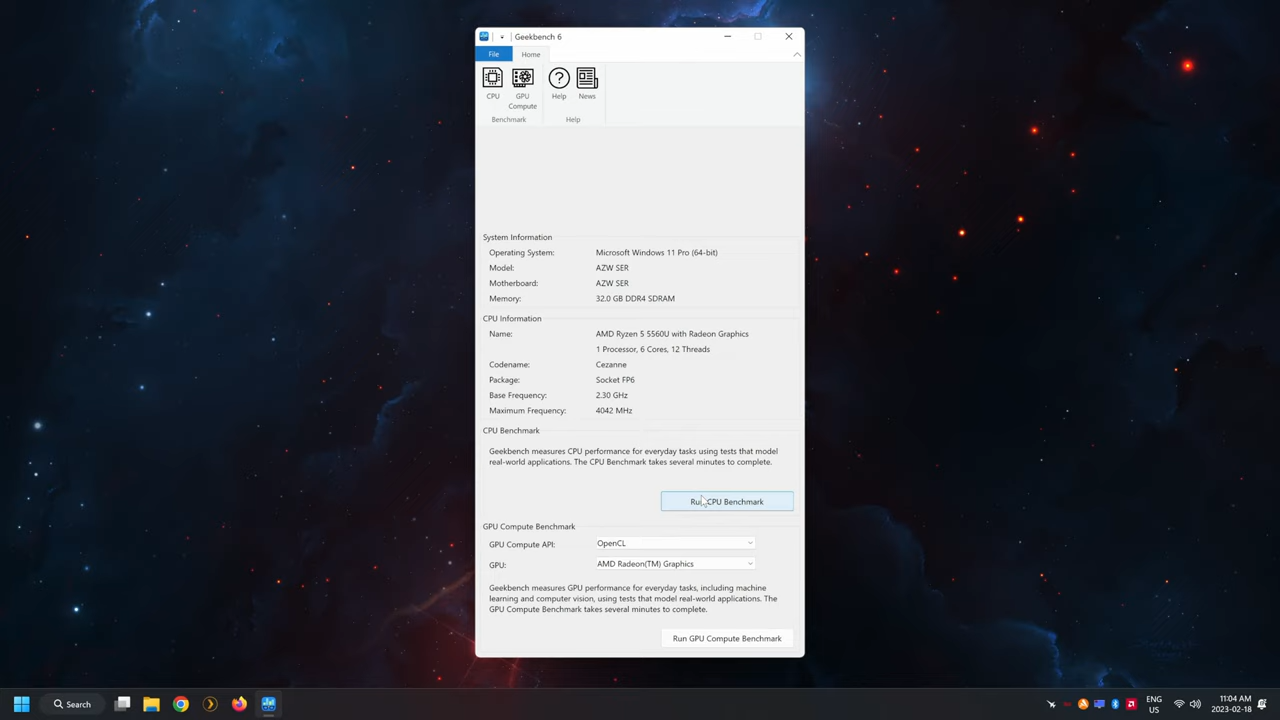 Geekbench 6
File
Home
CPU
GPU
Compute
Benchmark
Help
News
Help
System Information
Operating System: Microsoft Windows 11 Pro (64-bit)
Model: AZW SER
Motherboard: AZW SER
Memory: 32.0 GB DDR4 SDRAM
CPU Information
Name: AMD Ryzen 5 5560U with Radeon Graphics
1 Processor, 6 Cores, 12 Threads
Codename: Cezanne
Package: Socket FP6
Base Frequency: 2.30 GHz
Maximum Frequency: 4042 MHz
CPU Benchmark
Geekbench measures CPU performance for everyday tasks using tests that model
real-world applications. The CPU Benchmark takes several minutes to complete.
Run CPU Benchmark
GPU Compute Benchmark
GPU Compute API: OpenCL
GPU: AMD Radeon(TM) Graphics
Geekbench measures GPU performance for everyday tasks, including machine
learning and computer vision, using tests that model real-world applications. The
GPU Compute Benchmark takes several minutes to complete.
Run GPU Compute Benchmark
Search
ENG
US
11:04 AM
2023-02-18